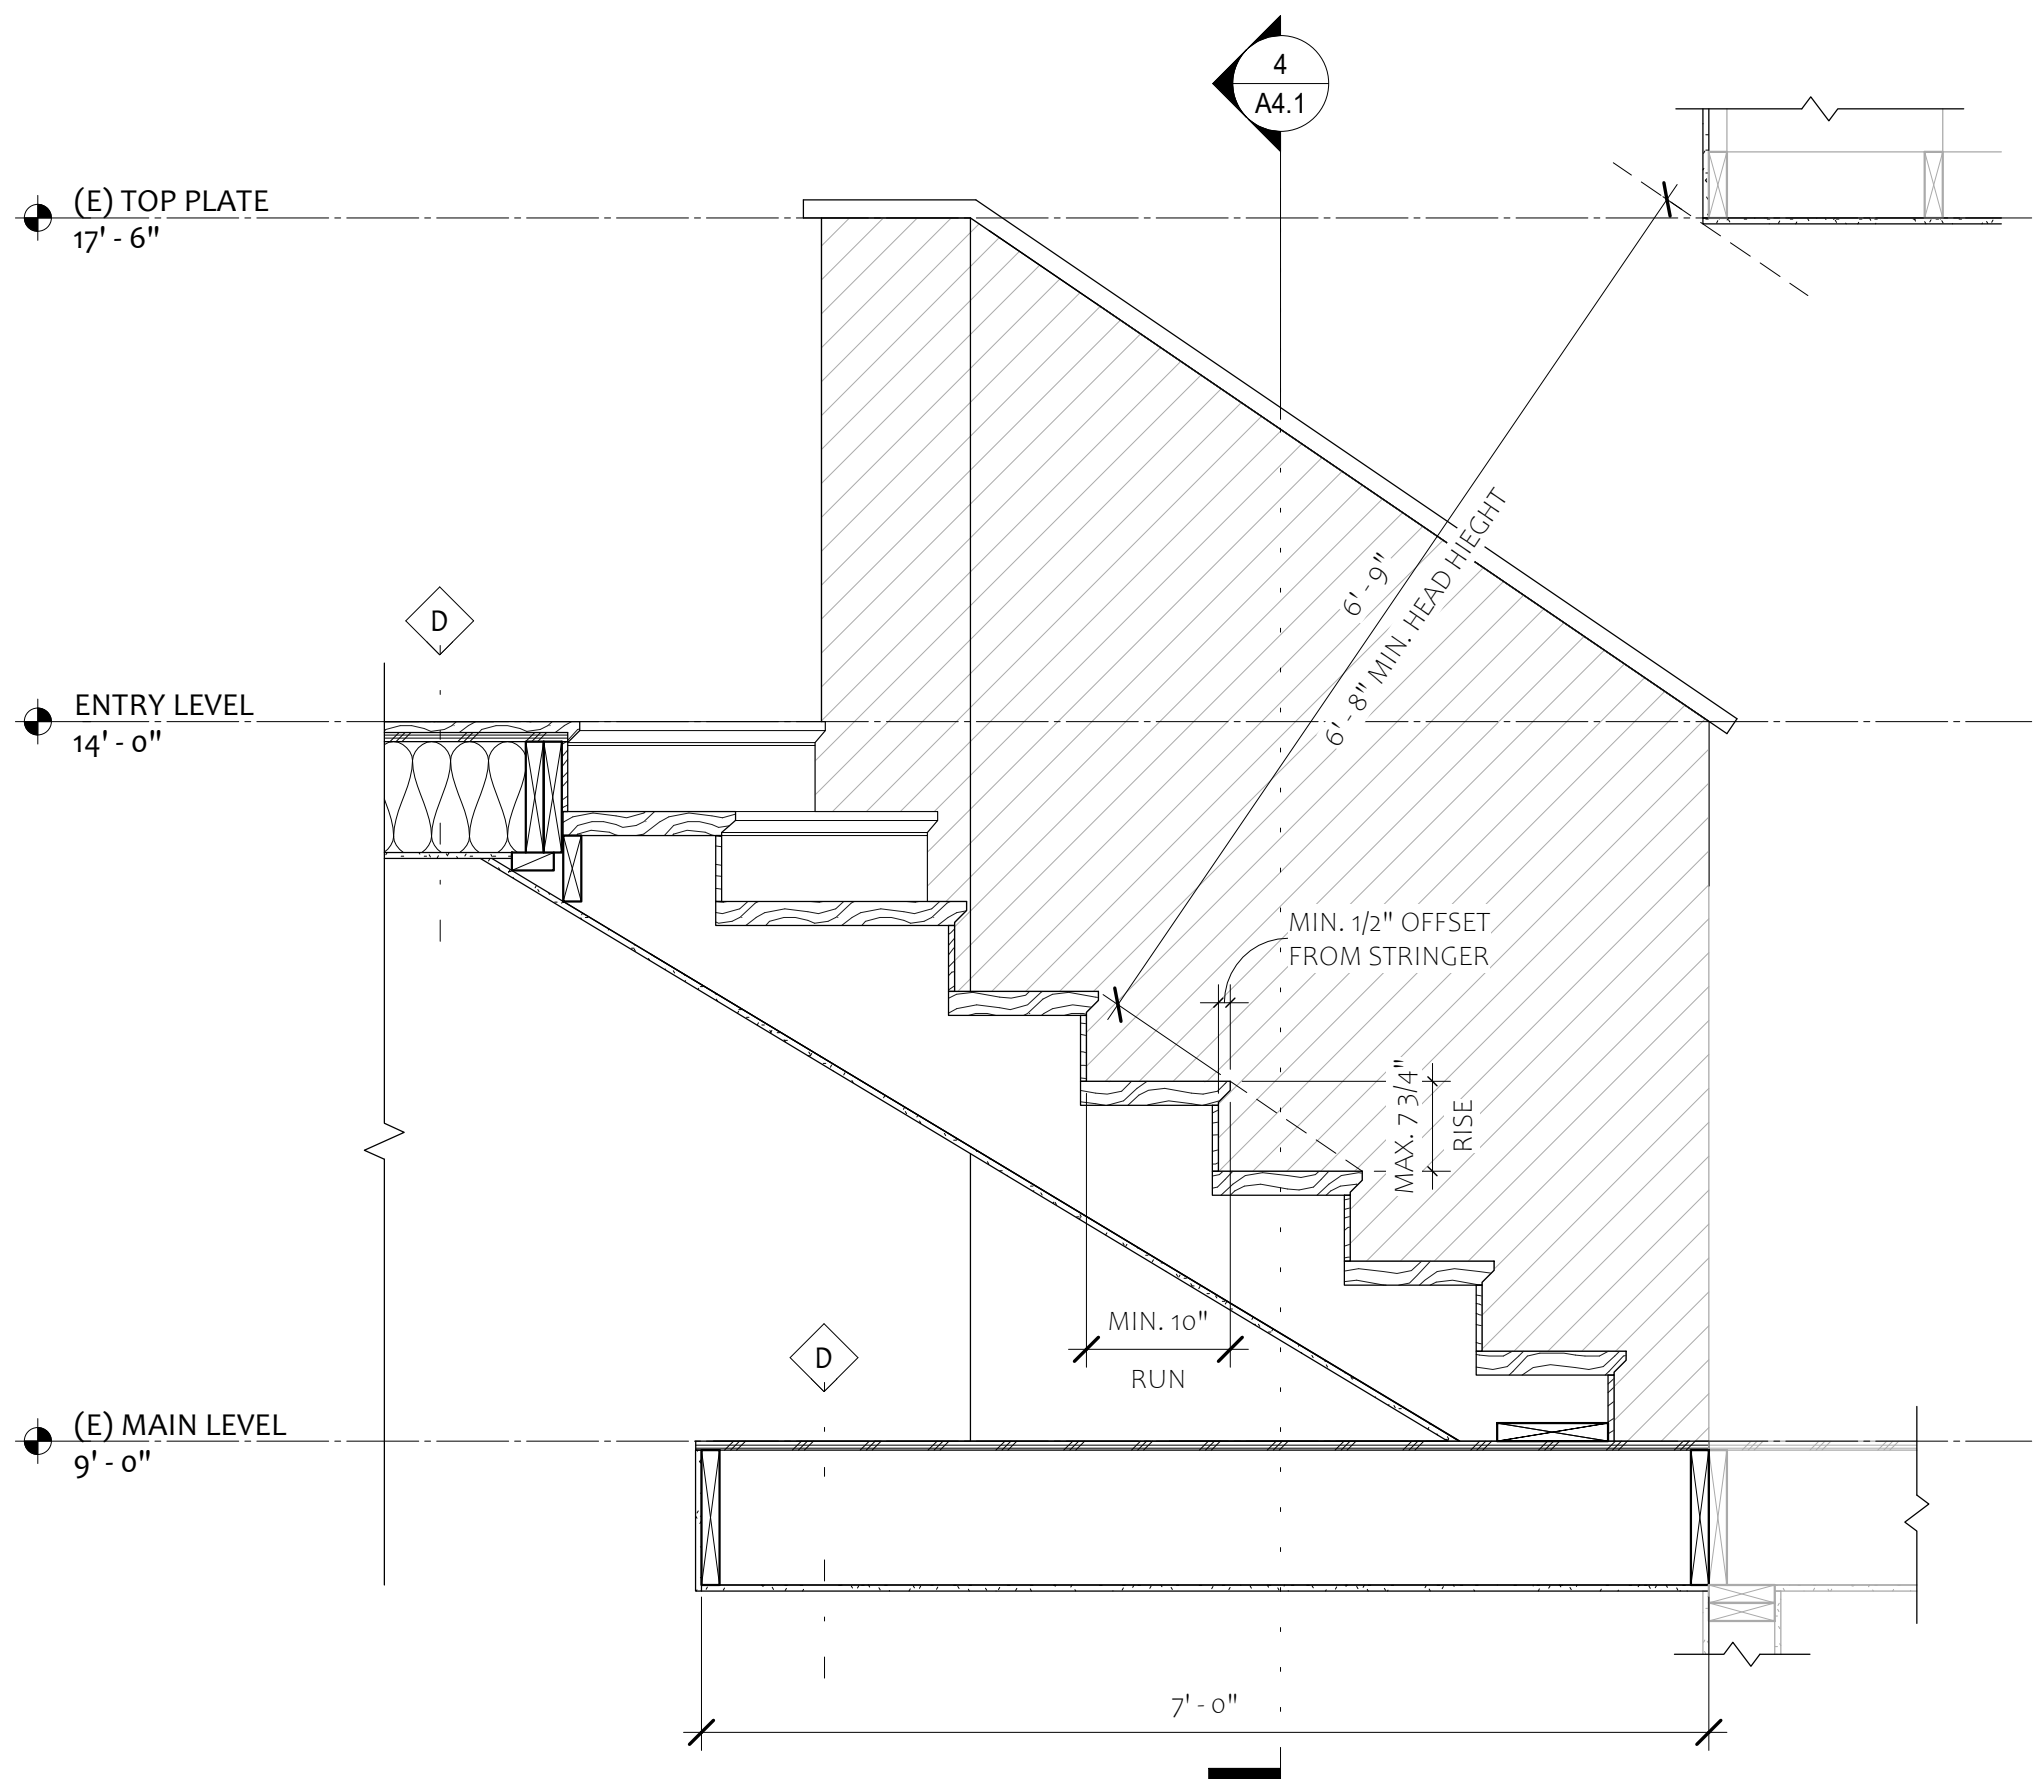 4
A4.1
(E) TOP PLATE
17' - 6"
6' - 9"
6' - 8" MIN. HEAD HIEGHT
D
ENTRY LEVEL
14' - 0"
MIN. 1/2" OFFSET
FROM STRINGER
MAX. 7 3/4"
RISE
MIN. 10"
RUN
D
(E) MAIN LEVEL
9' - 0"
7' - 0"